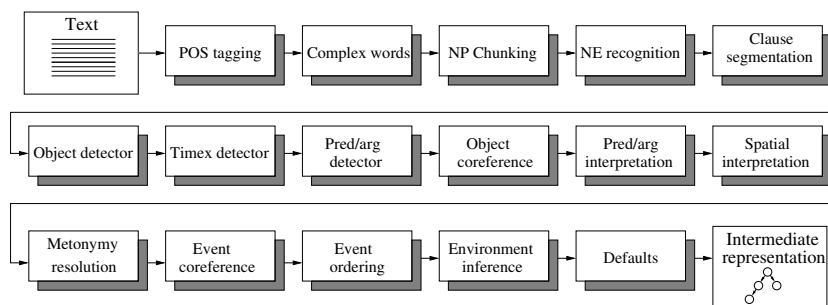 Text
POS tagging
Complex words
NP Chunking
NE recognition
Clause
segmentation
Object detector
Timex detector
Pred/arg
detector
Object
coreference
Pred/arg
interpretation
Spatial
interpretation
Metonymy
resolution
Event
coreference
Event
ordering
Environment
inference
Defaults
Intermediate
representation